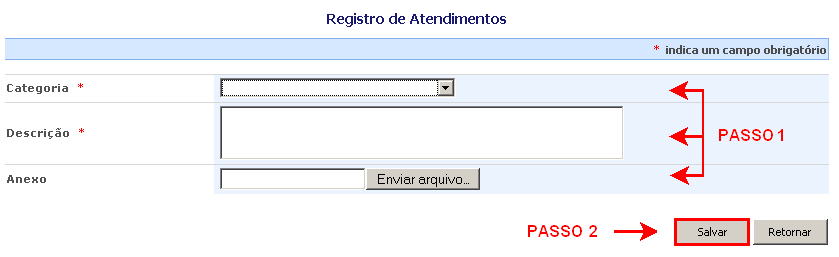 Registro de Atendimentos
* indica um campo obrigatório
Categoria *
Descrição *
PASSO 1
Anexo
Enviar arquivo...
PASSO 2
Salvar
Retornar